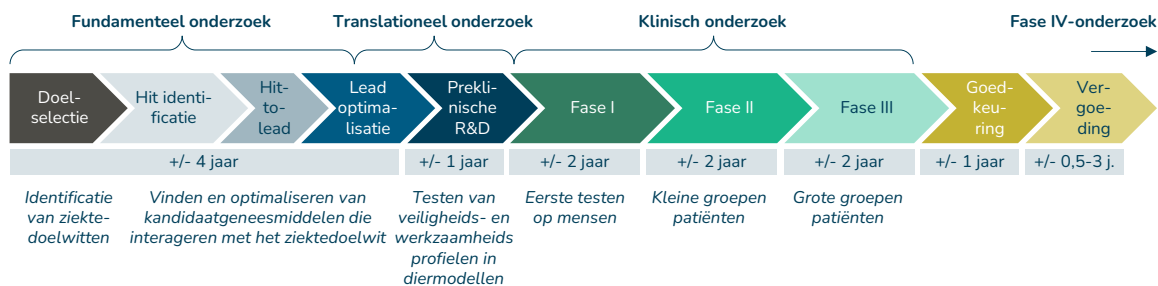 Fundamenteel onderzoek
Translationeel onderzoek
Klinisch onderzoek
Fase IV-onderzoek
Doel-
selectie
Hit identi-
ficatie
Hit-
to-
lead
Lead
optima-
lisatie
Prekli-
nische
R&D
Fase I
Fase II
Fase III
Goed-
keu-
ring
Ver-
goe-
ding
+/- 4 jaar
+/- 1 jaar
+/- 2 jaar
+/- 2 jaar
+/- 2 jaar
+/- 1 jaar
+/- 0,5-3 j.
Identificatie
van ziekte-
doelwitten
Vinden en optimaliseren van
kandidaatgeneesmiddelen die
interageren met het ziektedoelwit
Testen van
veiligheids- en
werkzaamheids
profielen in
diermodellen
Eerste testen
op mensen
Kleine groepen
patiënten
Grote groepen
patiënten